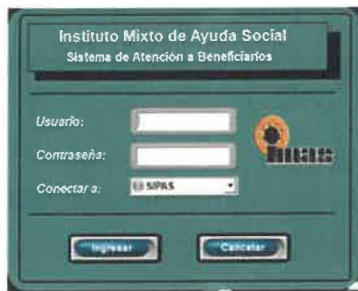 Instituto Mixto de Ayuda Social
Sistema de Atención a Beneficiarios
Usuario:
Contraseña:
imas
Conectar a:
SIPAS
Ingresar
Cancelar